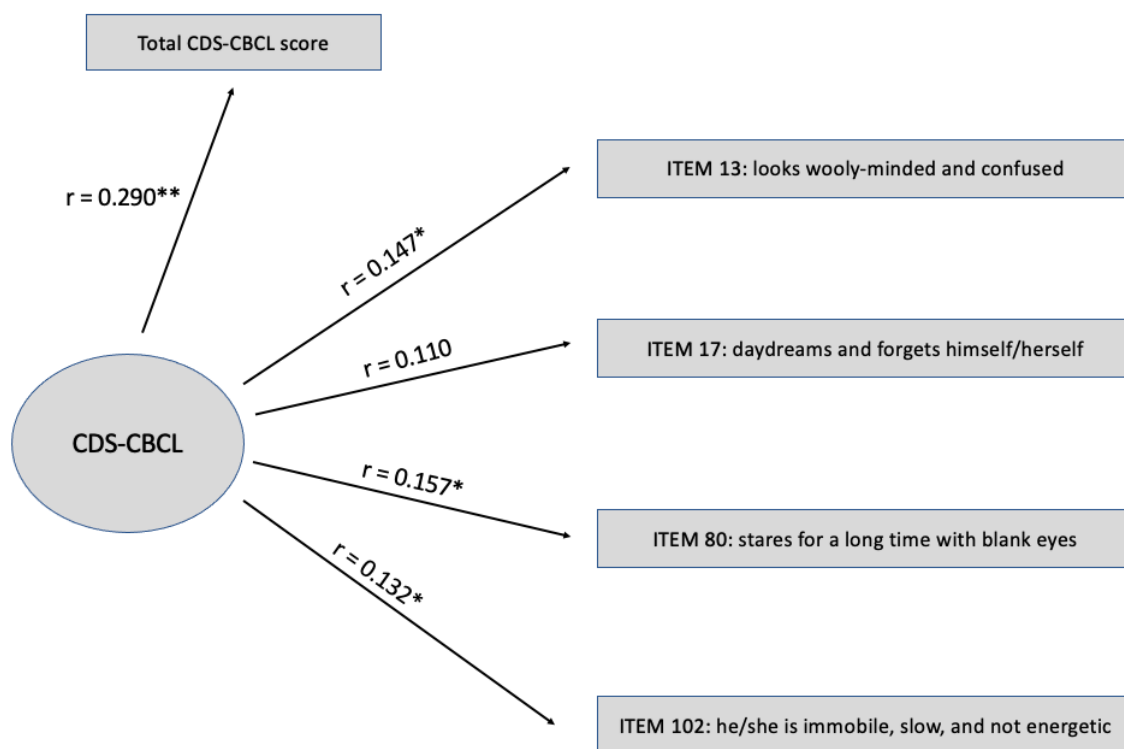 Total CDS-CBCL score
r = 0.290**
ITEM 13: looks wooly-minded and confused
r = 0.147*
r = 0.110
ITEM 17: daydreams and forgets himself/herself
CDS-CBCL
r = 0.157*
ITEM 80: stares for a long time with blank eyes
r = 0.132*
ITEM 102: he/she is immobile, slow, and not energetic